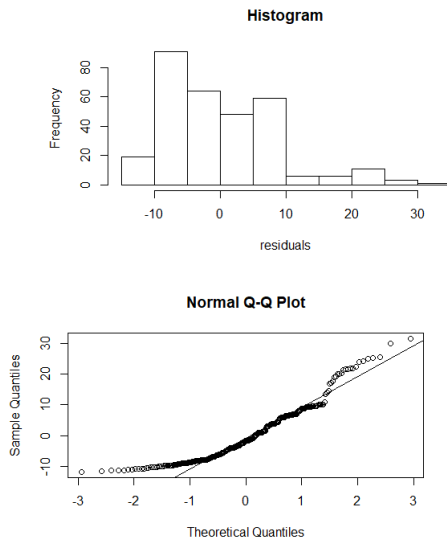 Histogram
Frequency
80
60
40
20
0
-10 0 10 20 30
residuals
Normal Q-Q Plot
Sample Quantiles
30
20
10
0
-10
-3 -2 -1 0 1 2 3
Theoretical Quantiles